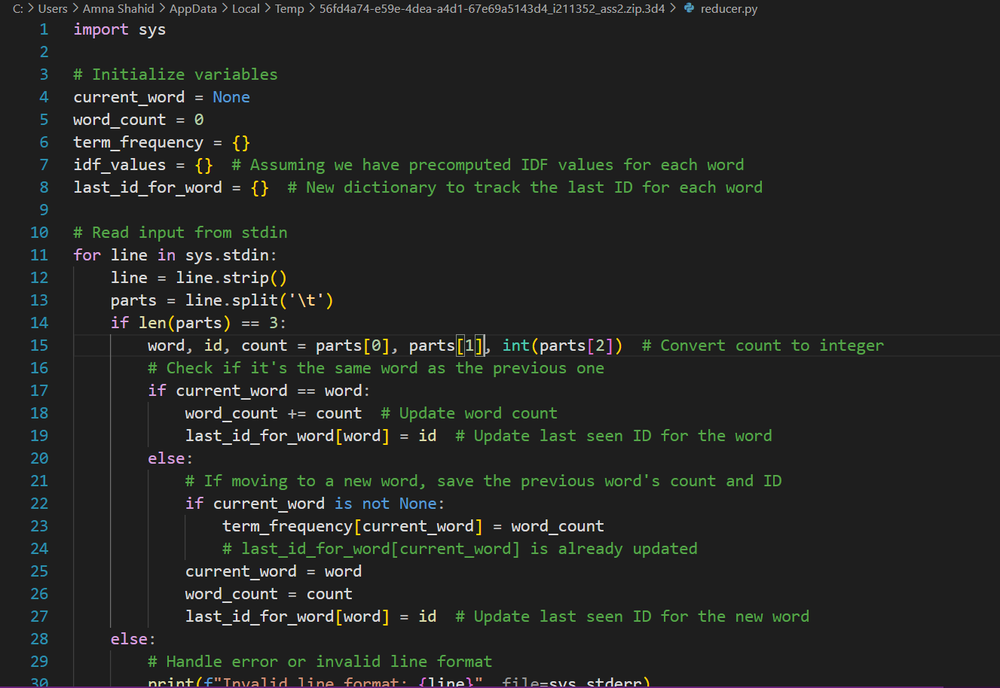 C: > Users > Amna Shahid > AppData > Local > Temp > 56fd4a74-e59e-4dea-a4d1-67e69a5143d4_i211352_ass2.zip.3d4 > reducer.py
1 import sys
2
3 # Initialize variables
4 current_word = None
5 word_count = 0
6 term_frequency = {}
7 idf_values = {}  # Assuming we have precomputed IDF values for each word
8 last_id_for_word = {}  # New dictionary to track the last ID for each word
9
10 # Read input from stdin
11 for line in sys.stdin:
12     line = line.strip()
13     parts = line.split('\t')
14     if len(parts) == 3:
15         word, id, count = parts[0], parts[1], int(parts[2])  # Convert count to integer
16         # Check if it's the same word as the previous one
17         if current_word == word:
18             word_count += count  # Update word count
19             last_id_for_word[word] = id  # Update last seen ID for the word
20         else:
21             # If moving to a new word, save the previous word's count and ID
22             if current_word is not None:
23                 term_frequency[current_word] = word_count
24                 # last_id_for_word[current_word] is already updated
25             current_word = word
26             word_count = count
27             last_id_for_word[word] = id  # Update last seen ID for the new word
28     else:
29         # Handle error or invalid line format
30         print(f"Invalid line format: {line}", file=sys.stderr)